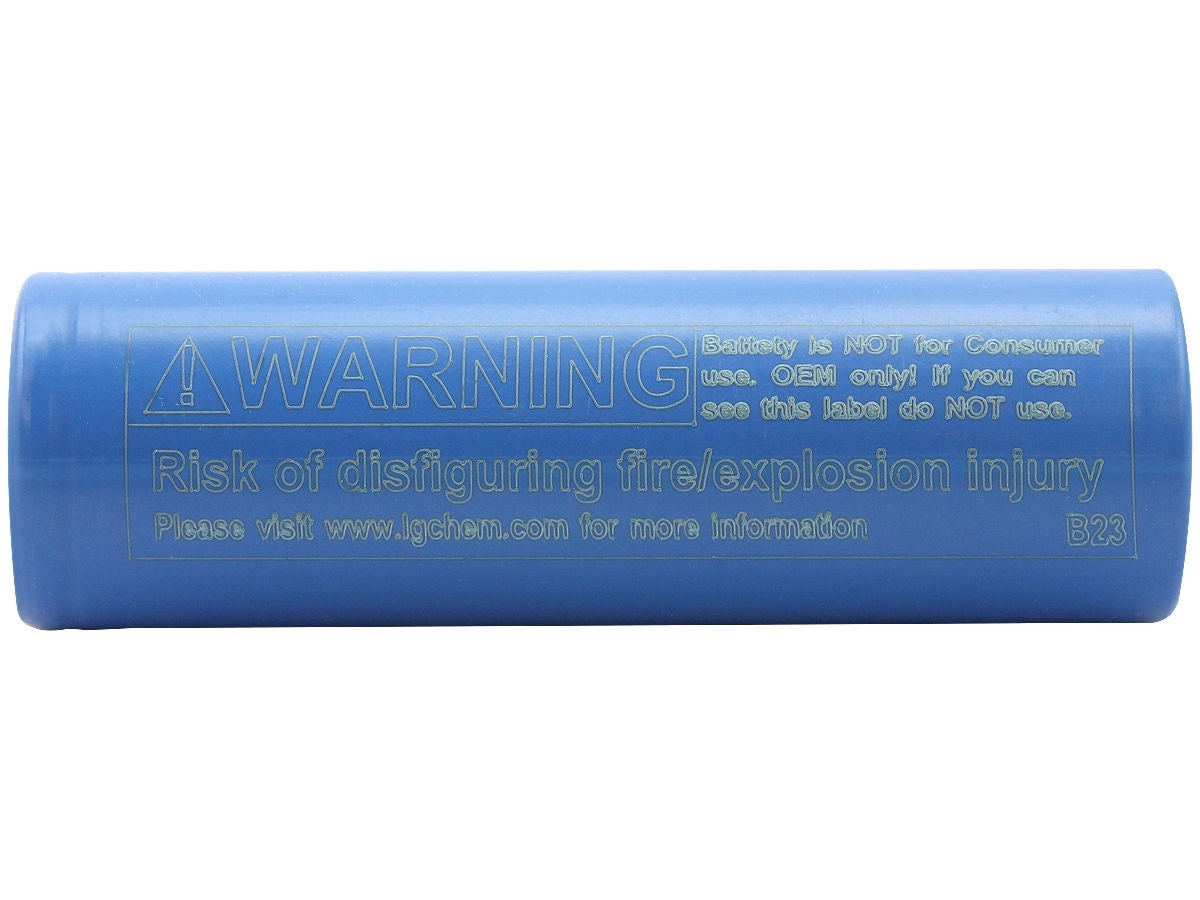 WARNING
Battety is NOT for Consumer
use. OEM only! If you can
see this label do NOT use.
Risk of disfiguring fire/explosion injury
Please visit www.lgchem.com for more information
B23